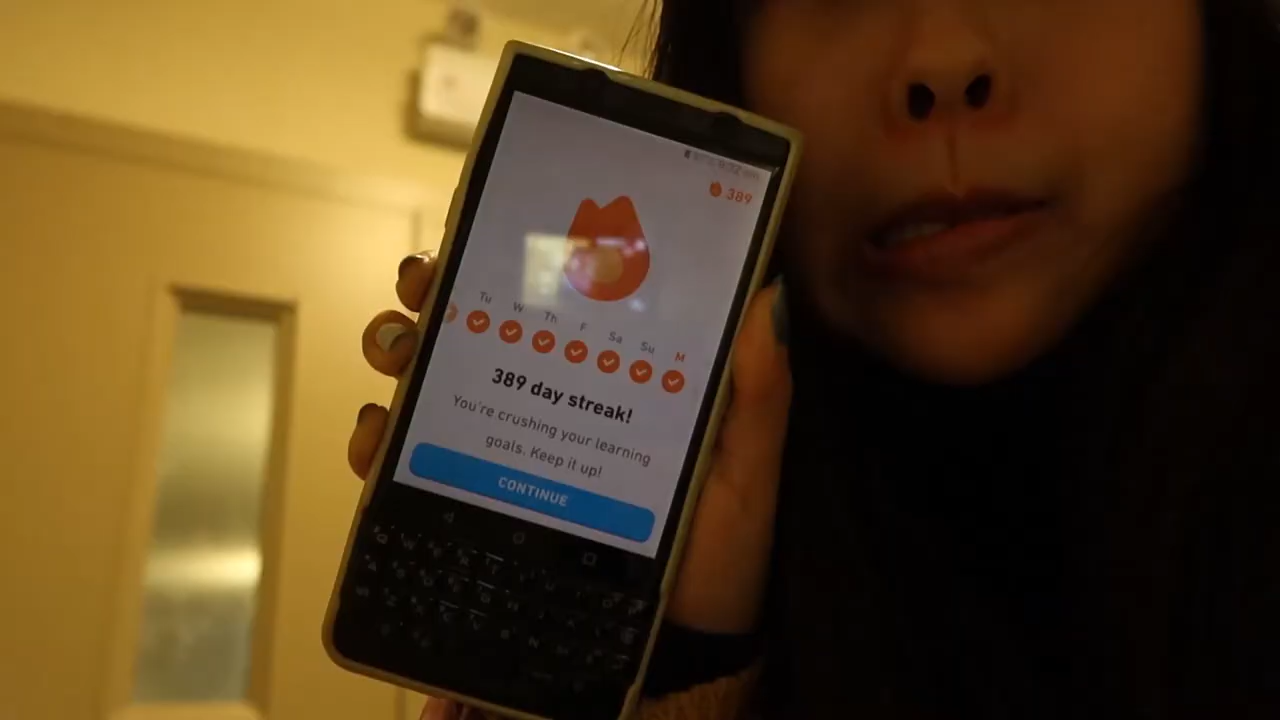 389
Tu W Th F Sa Su M
389 day streak!
You're crushing your learning
goals. Keep it up!
CONTINUE